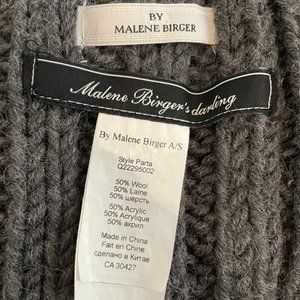 BY
MALENE BIRGER
Malene Birger's darling
By Malene Birger A/S
Style Parta
Q22295002
50% Wool
50% Laine
50% шерсть
50% Acrylic
50% Acrylique
50% акрил
Made in China
Fait en Chine
сделано в Китае
CA 30427